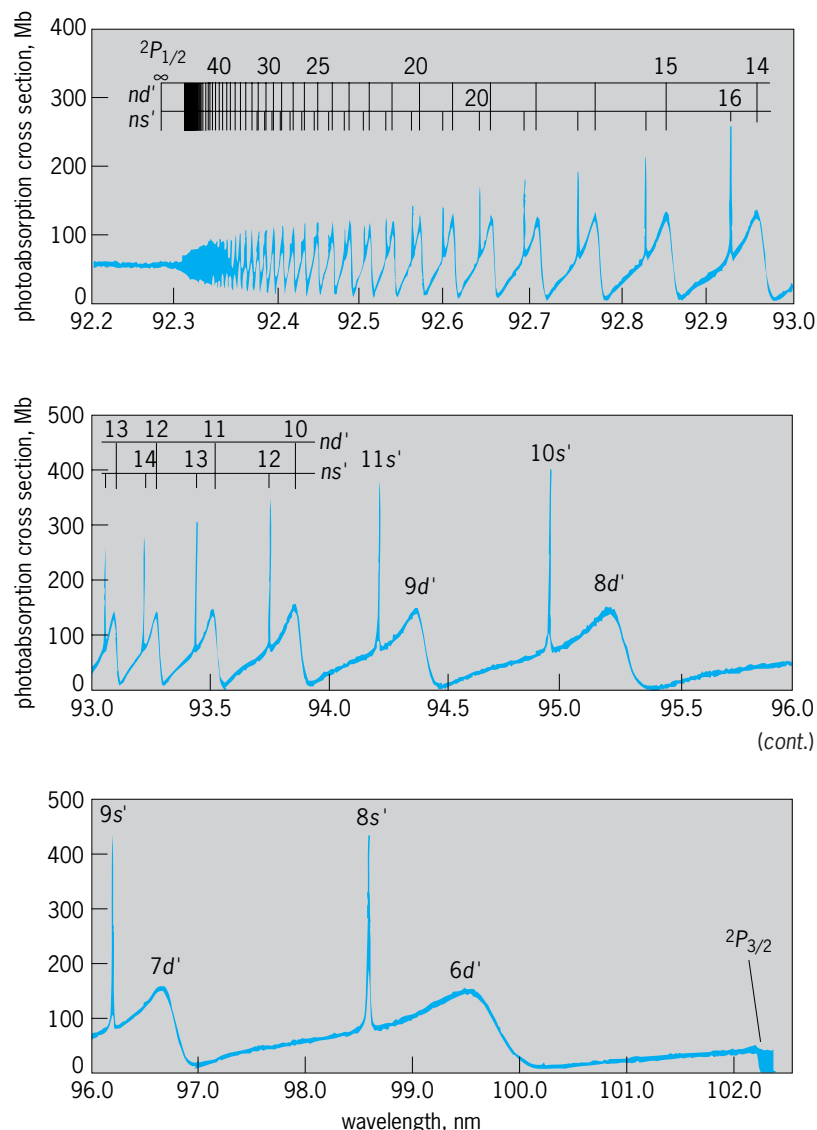 photoabsorption cross section, Mb
400
300
200
100
0
²P1/2
∞ 40 30 25 20 15 14
nd'
20 16
ns'
92.2 92.3 92.4 92.5 92.6 92.7 92.8 92.9 93.0
photoabsorption cross section, Mb
500
400
300
200
100
0
13 12 11 10
nd'
14 13 12
ns'
11s'
10s'
9d'
8d'
93.0 93.5 94.0 94.5 95.0 95.5 96.0
(cont.)
500
400
300
200
100
0
9s'
8s'
7d'
6d'
²P3/2
96.0 97.0 98.0 99.0 100.0 101.0 102.0
wavelength, nm